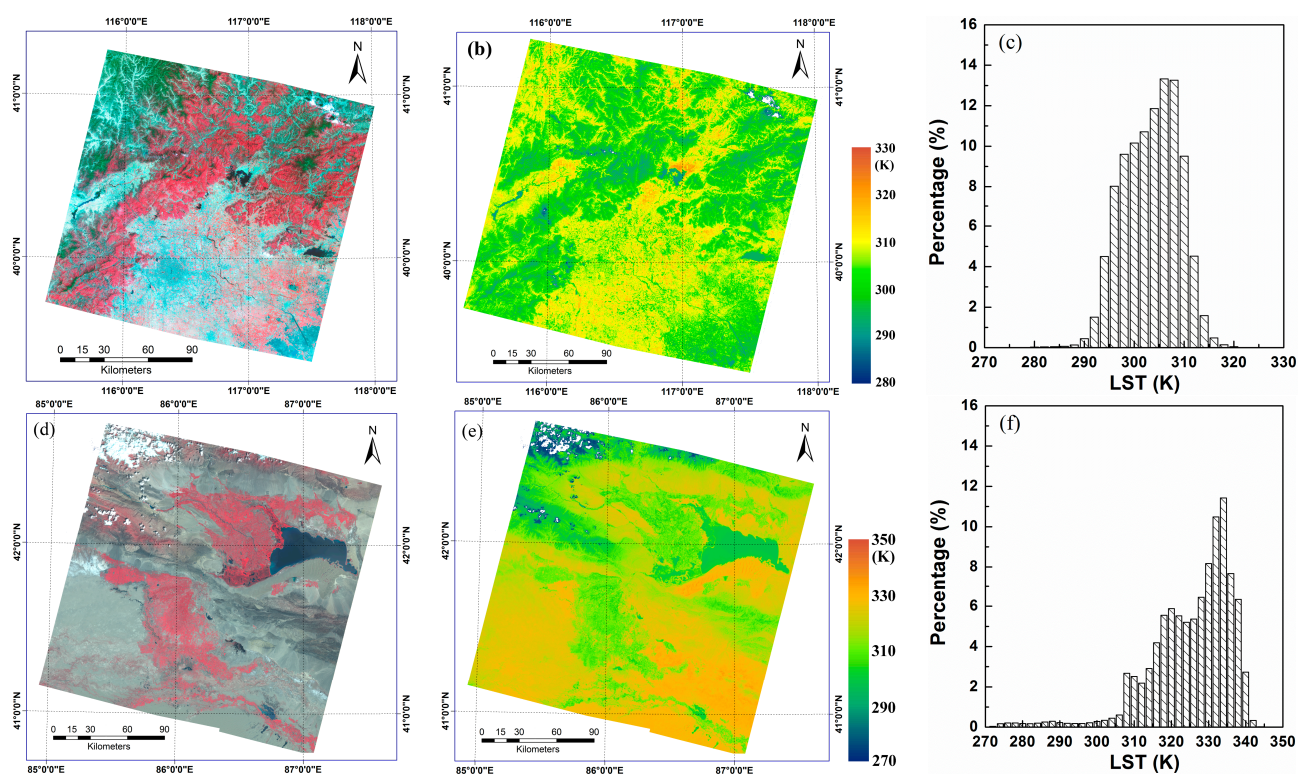 116°0'0"E 117°0'0"E 118°0'0"E
N
41°0'0"N
41°0'0"N
40°0'0"N
40°0'0"N
0 15 30 60 90
Kilometers
116°0'0"E 117°0'0"E 118°0'0"E
116°0'0"E 117°0'0"E 118°0'0"E
(b)
N
41°0'0"N
41°0'0"N
40°0'0"N
40°0'0"N
0 15 30 60 90
Kilometers
116°0'0"E 117°0'0"E 118°0'0"E
330
(K)
320
310
300
290
280
(c)
Percentage (%)
16
14
12
10
8
6
4
2
0
270 280 290 300 310 320 330
LST (K)
85°0'0"E 86°0'0"E 87°0'0"E
(d)
N
42°0'0"N
42°0'0"N
41°0'0"N
41°0'0"N
0 15 30 60 90
Kilometers
85°0'0"E 86°0'0"E 87°0'0"E
85°0'0"E 86°0'0"E 87°0'0"E
(e)
N
42°0'0"N
42°0'0"N
41°0'0"N
41°0'0"N
0 15 30 60 90
Kilometers
85°0'0"E 86°0'0"E 87°0'0"E
350
(K)
330
310
290
270
(f)
Percentage (%)
16
14
12
10
8
6
4
2
0
270 280 290 300 310 320 330 340 350
LST (K)